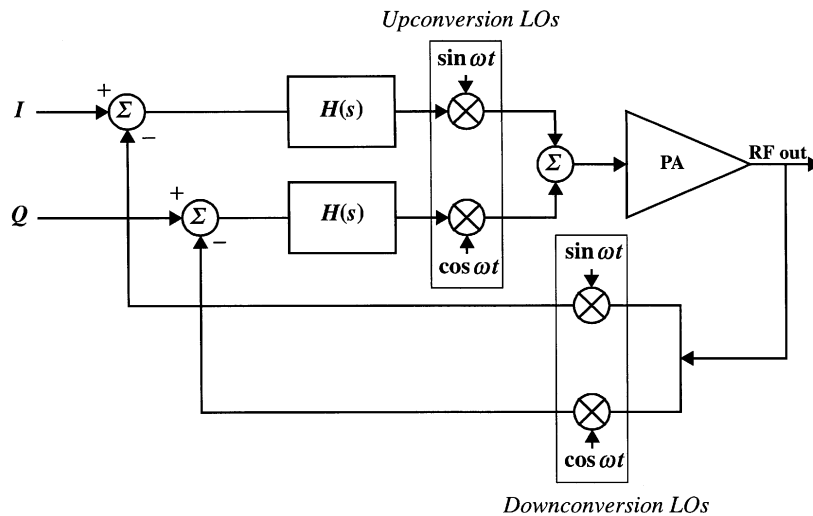 Upconversion LOs
sin ωt
+
I
Σ
H(s)
−
Σ
PA
RF out
+
Q
Σ
H(s)
−
cos ωt
sin ωt
cos ωt
Downconversion LOs